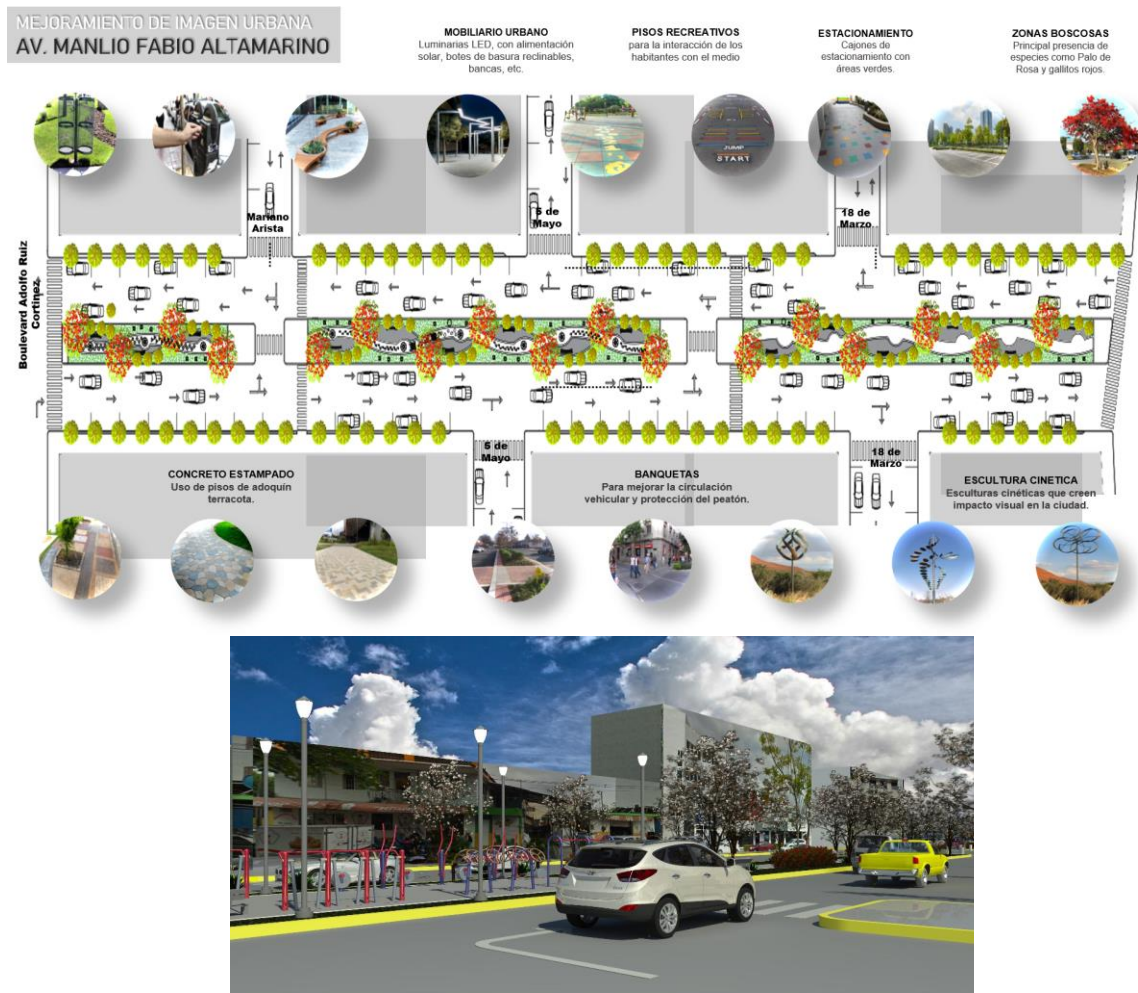 MEJORAMIENTO DE IMAGEN URBANA
AV. MANLIO FABIO ALTAMARINO
MOBILIARIO URBANO
Luminarias LED, con alimentación
solar, botes de basura reclinables,
bancas, etc.
PISOS RECREATIVOS
para la interacción de los
habitantes con el medio
ESTACIONAMIENTO
Cajones de
estacionamiento con
áreas verdes.
ZONAS BOSCOSAS
Principal presencia de
especies como Palo de
Rosa y gallitos rojos.
JUMP
START
Mariano
Arista
5 de
Mayo
18 de
Marzo
Boulevard Adolfo Ruiz
Cortinez
5 de
Mayo
18 de
Marzo
CONCRETO ESTAMPADO
Uso de pisos de adoquín
terracota.
BANQUETAS
Para mejorar la circulación
vehicular y protección del peatón.
ESCULTURA CINETICA
Esculturas cinéticas que creen
impacto visual en la ciudad.